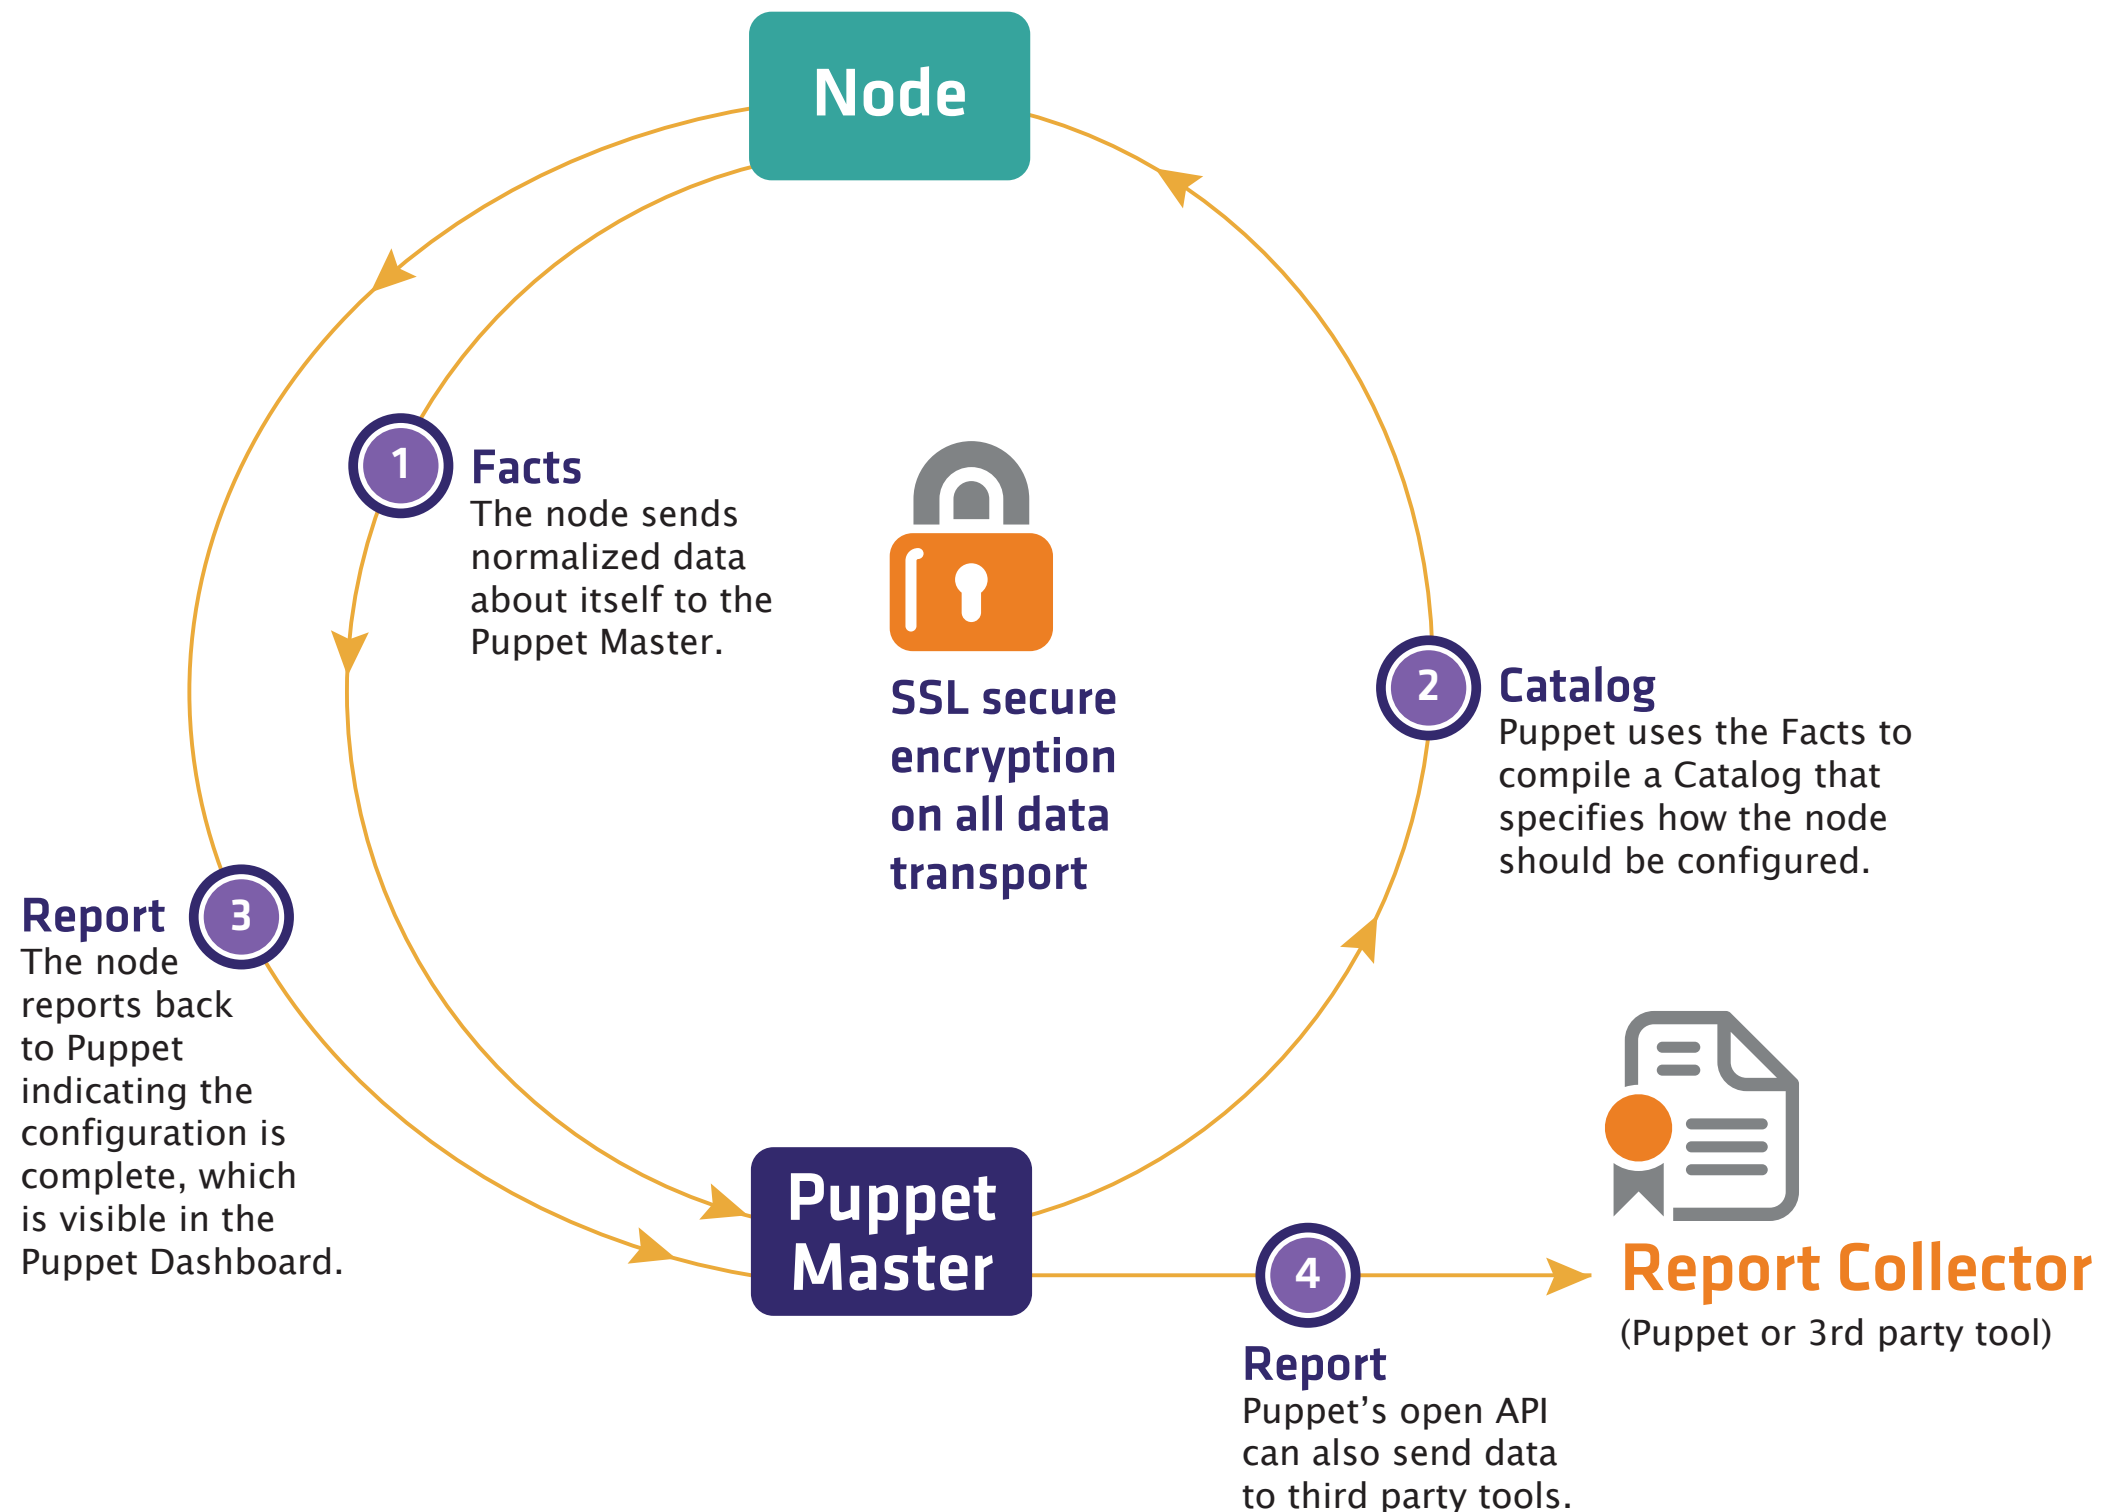 Node
1
Facts
The node sends
normalized data
about itself to the
Puppet Master.
SSL secure
encryption
on all data
transport
2
Catalog
Puppet uses the Facts to
compile a Catalog that
specifies how the node
should be configured.
3
Report
The node
reports back
to Puppet
indicating the
configuration is
complete, which
is visible in the
Puppet Dashboard.
Puppet
Master
4
Report
Puppet’s open API
can also send data
to third party tools.
Report Collector
(Puppet or 3rd party tool)